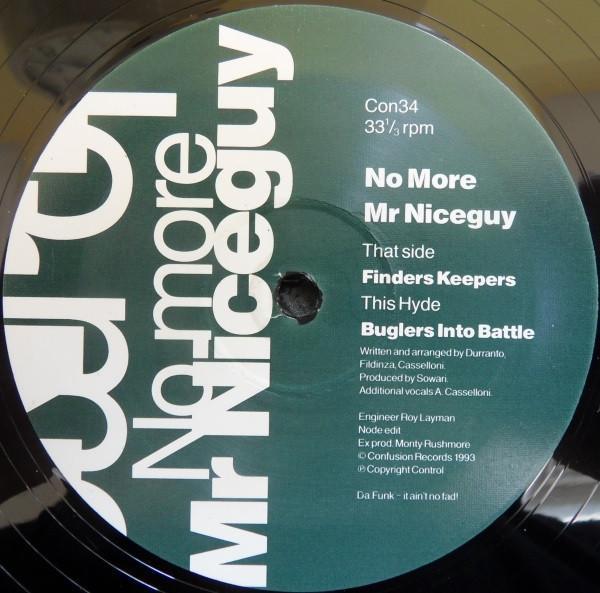 No more
Mr Niceguy
Con34
33⅓ rpm
No More
Mr Niceguy
That side
Finders Keepers
This Hyde
Buglers Into Battle
Written and arranged by Durranto,
Fildinza, Casselloni.
Produced by Sowari.
Additional vocals A. Casselloni.
Engineer Roy Layman
Node edit
Ex prod. Monty Rushmore
© Confusion Records 1993
℗ Copyright Control
Da Funk – it ain't no fad!